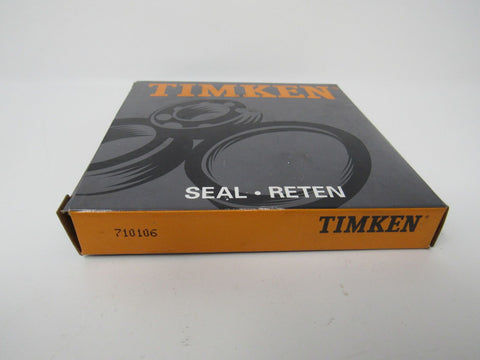 TIMKEN
SEAL • RETEN
710106
TIMKEN®